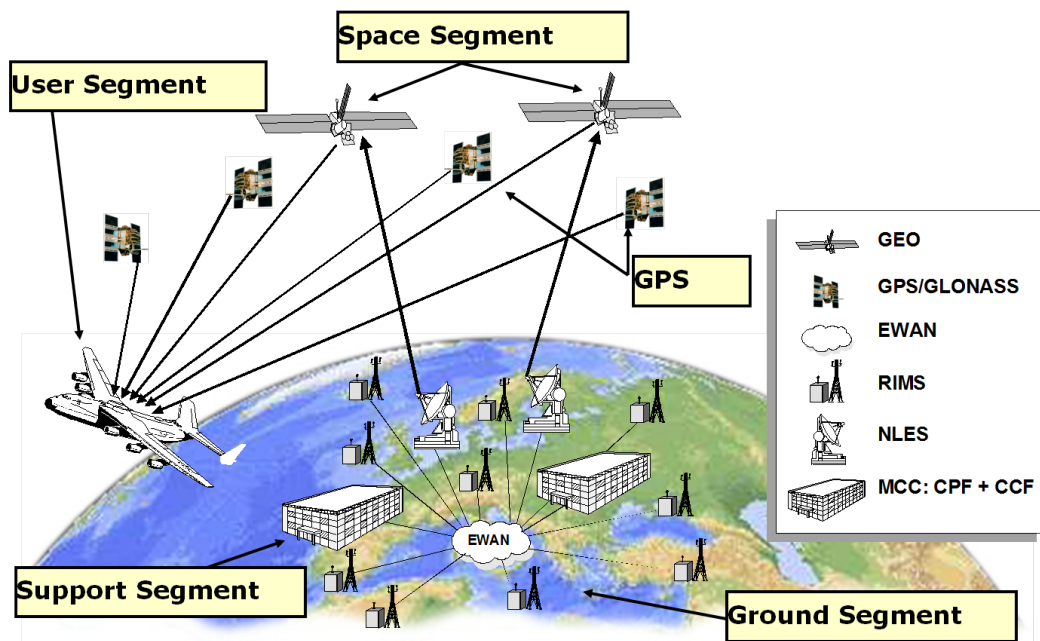 Space Segment
User Segment
GPS
GEO
GPS/GLONASS
EWAN
RIMS
NLES
MCC: CPF + CCF
EWAN
Support Segment
Ground Segment